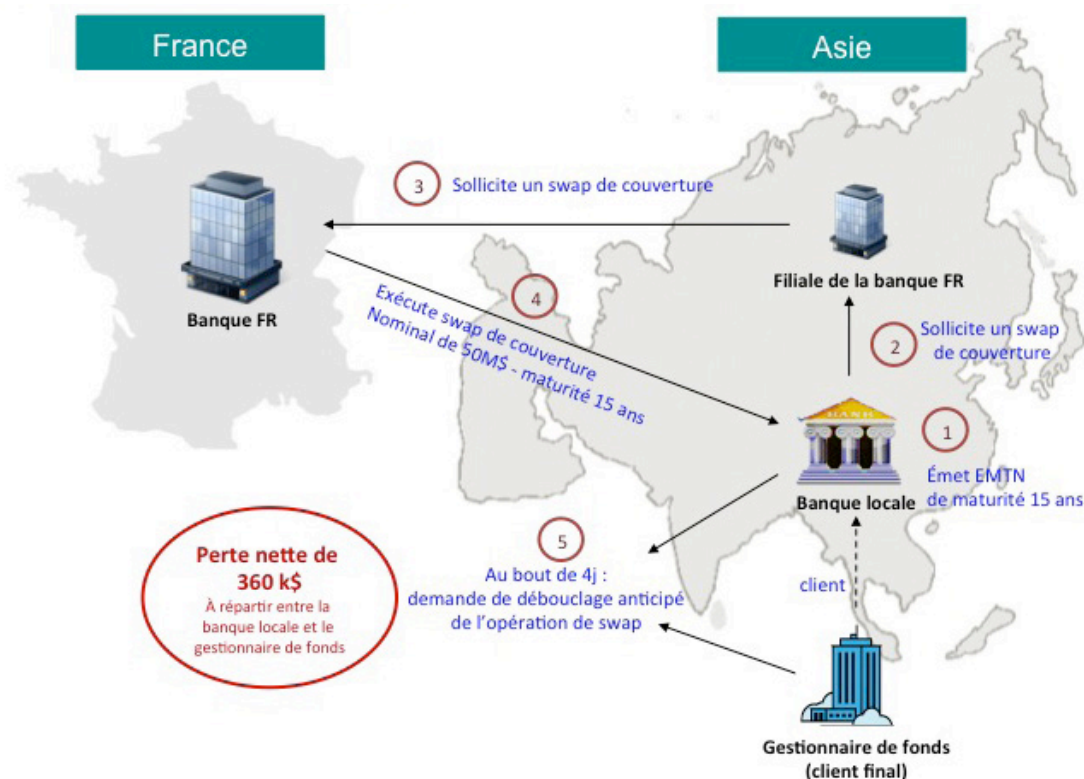 France
Asie
3
Sollicite un swap de couverture
Banque FR
Filiale de la banque FR
4
Exécute swap de couverture
Nominal de 50M$ - maturité 15 ans
2
Sollicite un swap
de couverture
BANK
1
Émet EMTN
de maturité 15 ans
Banque locale
5
Au bout de 4j :
demande de débouclage anticipé
de l'opération de swap
Perte nette de
360 k$
À répartir entre la
banque locale et le
gestionnaire de fonds
client
Gestionnaire de fonds
(client final)